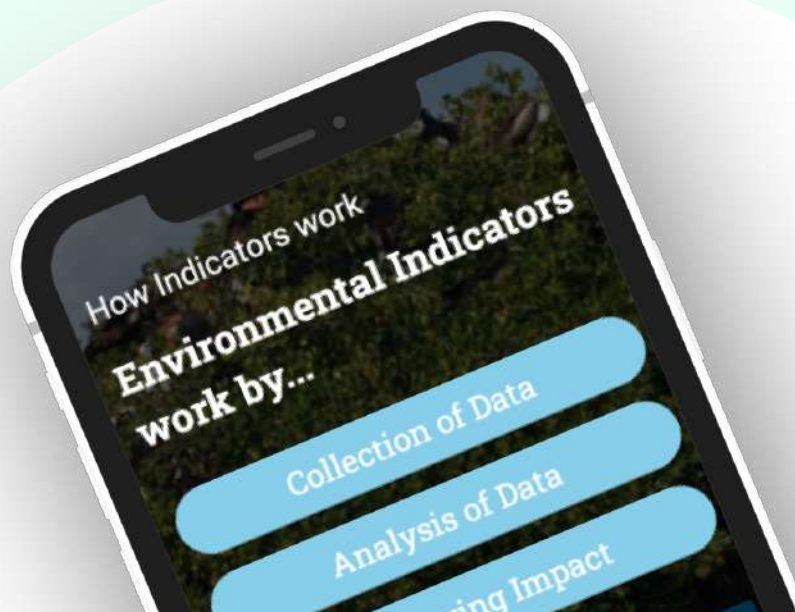 How Indicators work
Environmental Indicators
work by...
Collection of Data
Analysis of Data
Impact